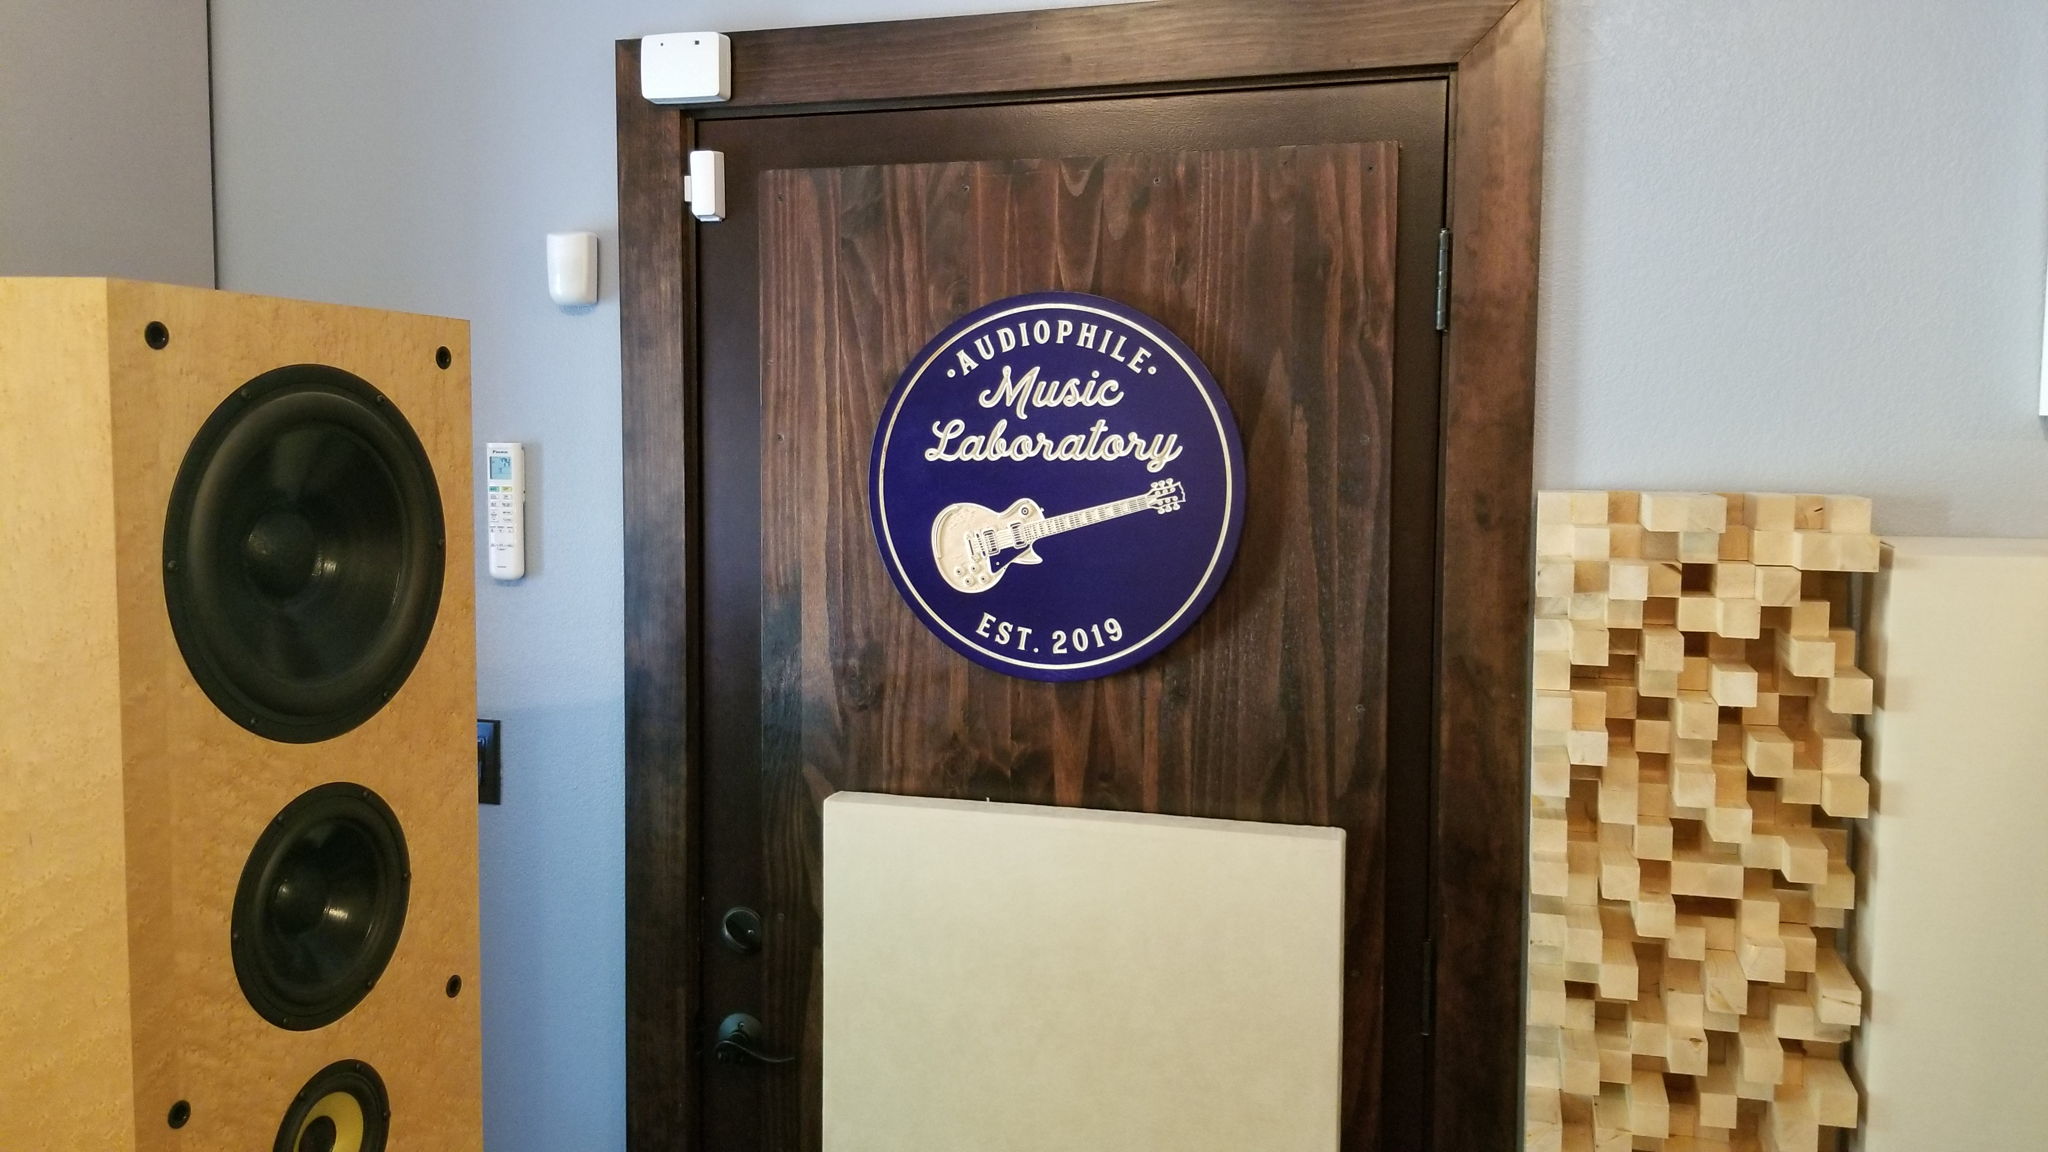 ·AUDIOPHILE·
Music
Laboratory
EST. 2019